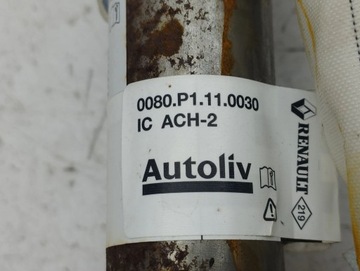 0080.P1.11.0030
IC ACH-2
Autoliv
RENAULT
219